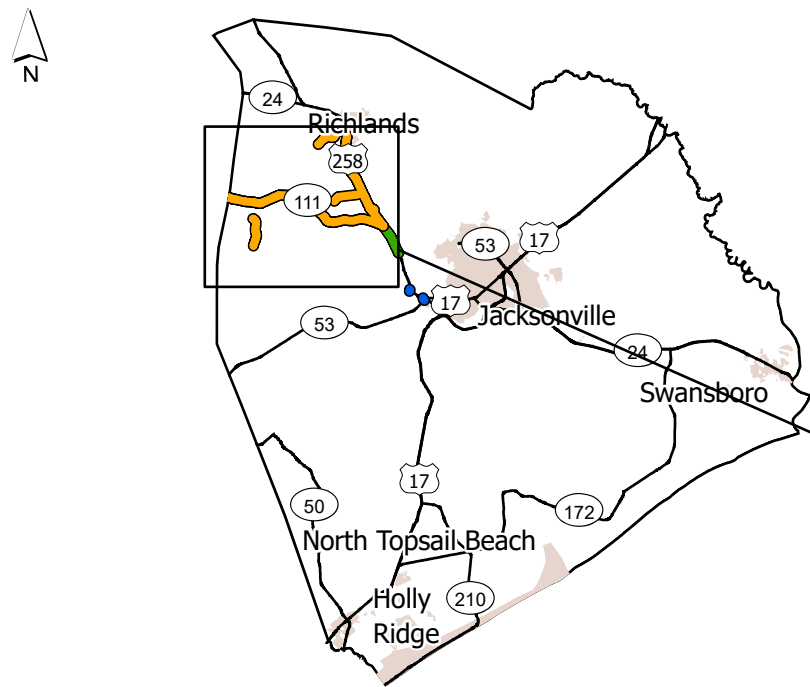 N
24
Richlands
258
111
53
17
17
53
Jacksonville
24
Swansboro
17
50
172
North Topsail Beach
Holly
Ridge
210